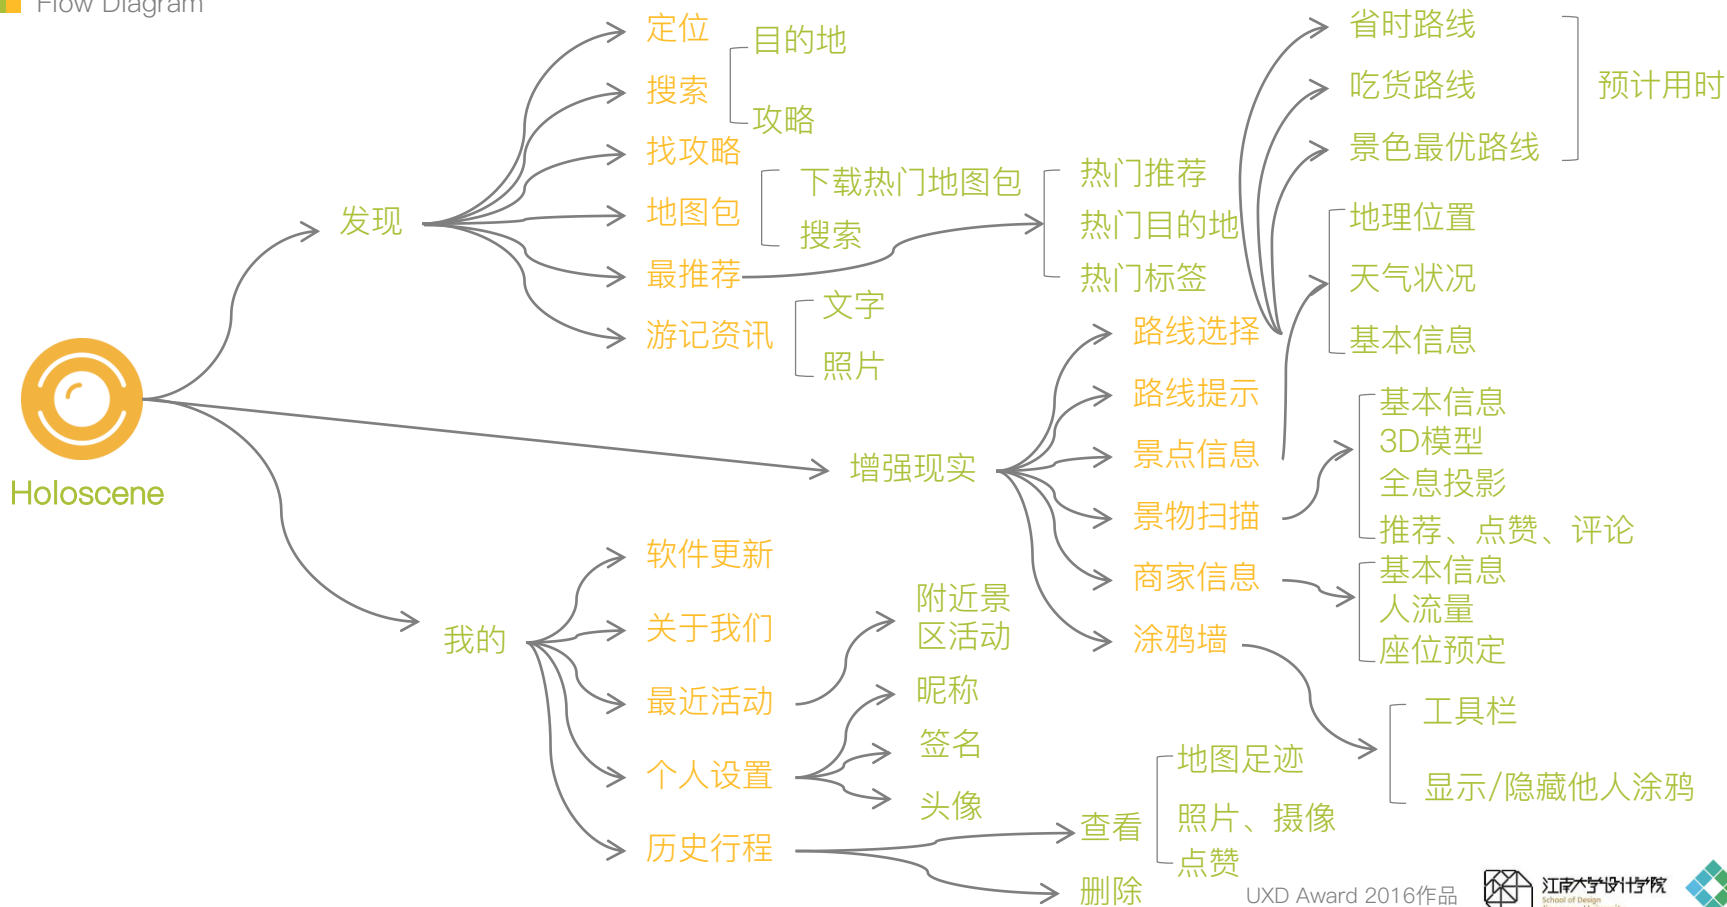 Flow Diagram
Holoscene
发现
定位
搜索
目的地
攻略
找攻略
地图包
下载热门地图包
搜索
最推荐
热门推荐
热门目的地
热门标签
游记资讯
文字
照片
增强现实
路线选择
省时路线
吃货路线
景色最优路线
预计用时
路线提示
景点信息
地理位置
天气状况
基本信息
景物扫描
基本信息
3D模型
全息投影
推荐、点赞、评论
商家信息
基本信息
人流量
座位预定
涂鸦墙
工具栏
显示/隐藏他人涂鸦
我的
软件更新
关于我们
最近活动
附近景
区活动
个人设置
昵称
签名
头像
历史行程
查看
地图足迹
照片、摄像
点赞
删除
UXD Award 2016作品
江南大学设计学院
School of Design